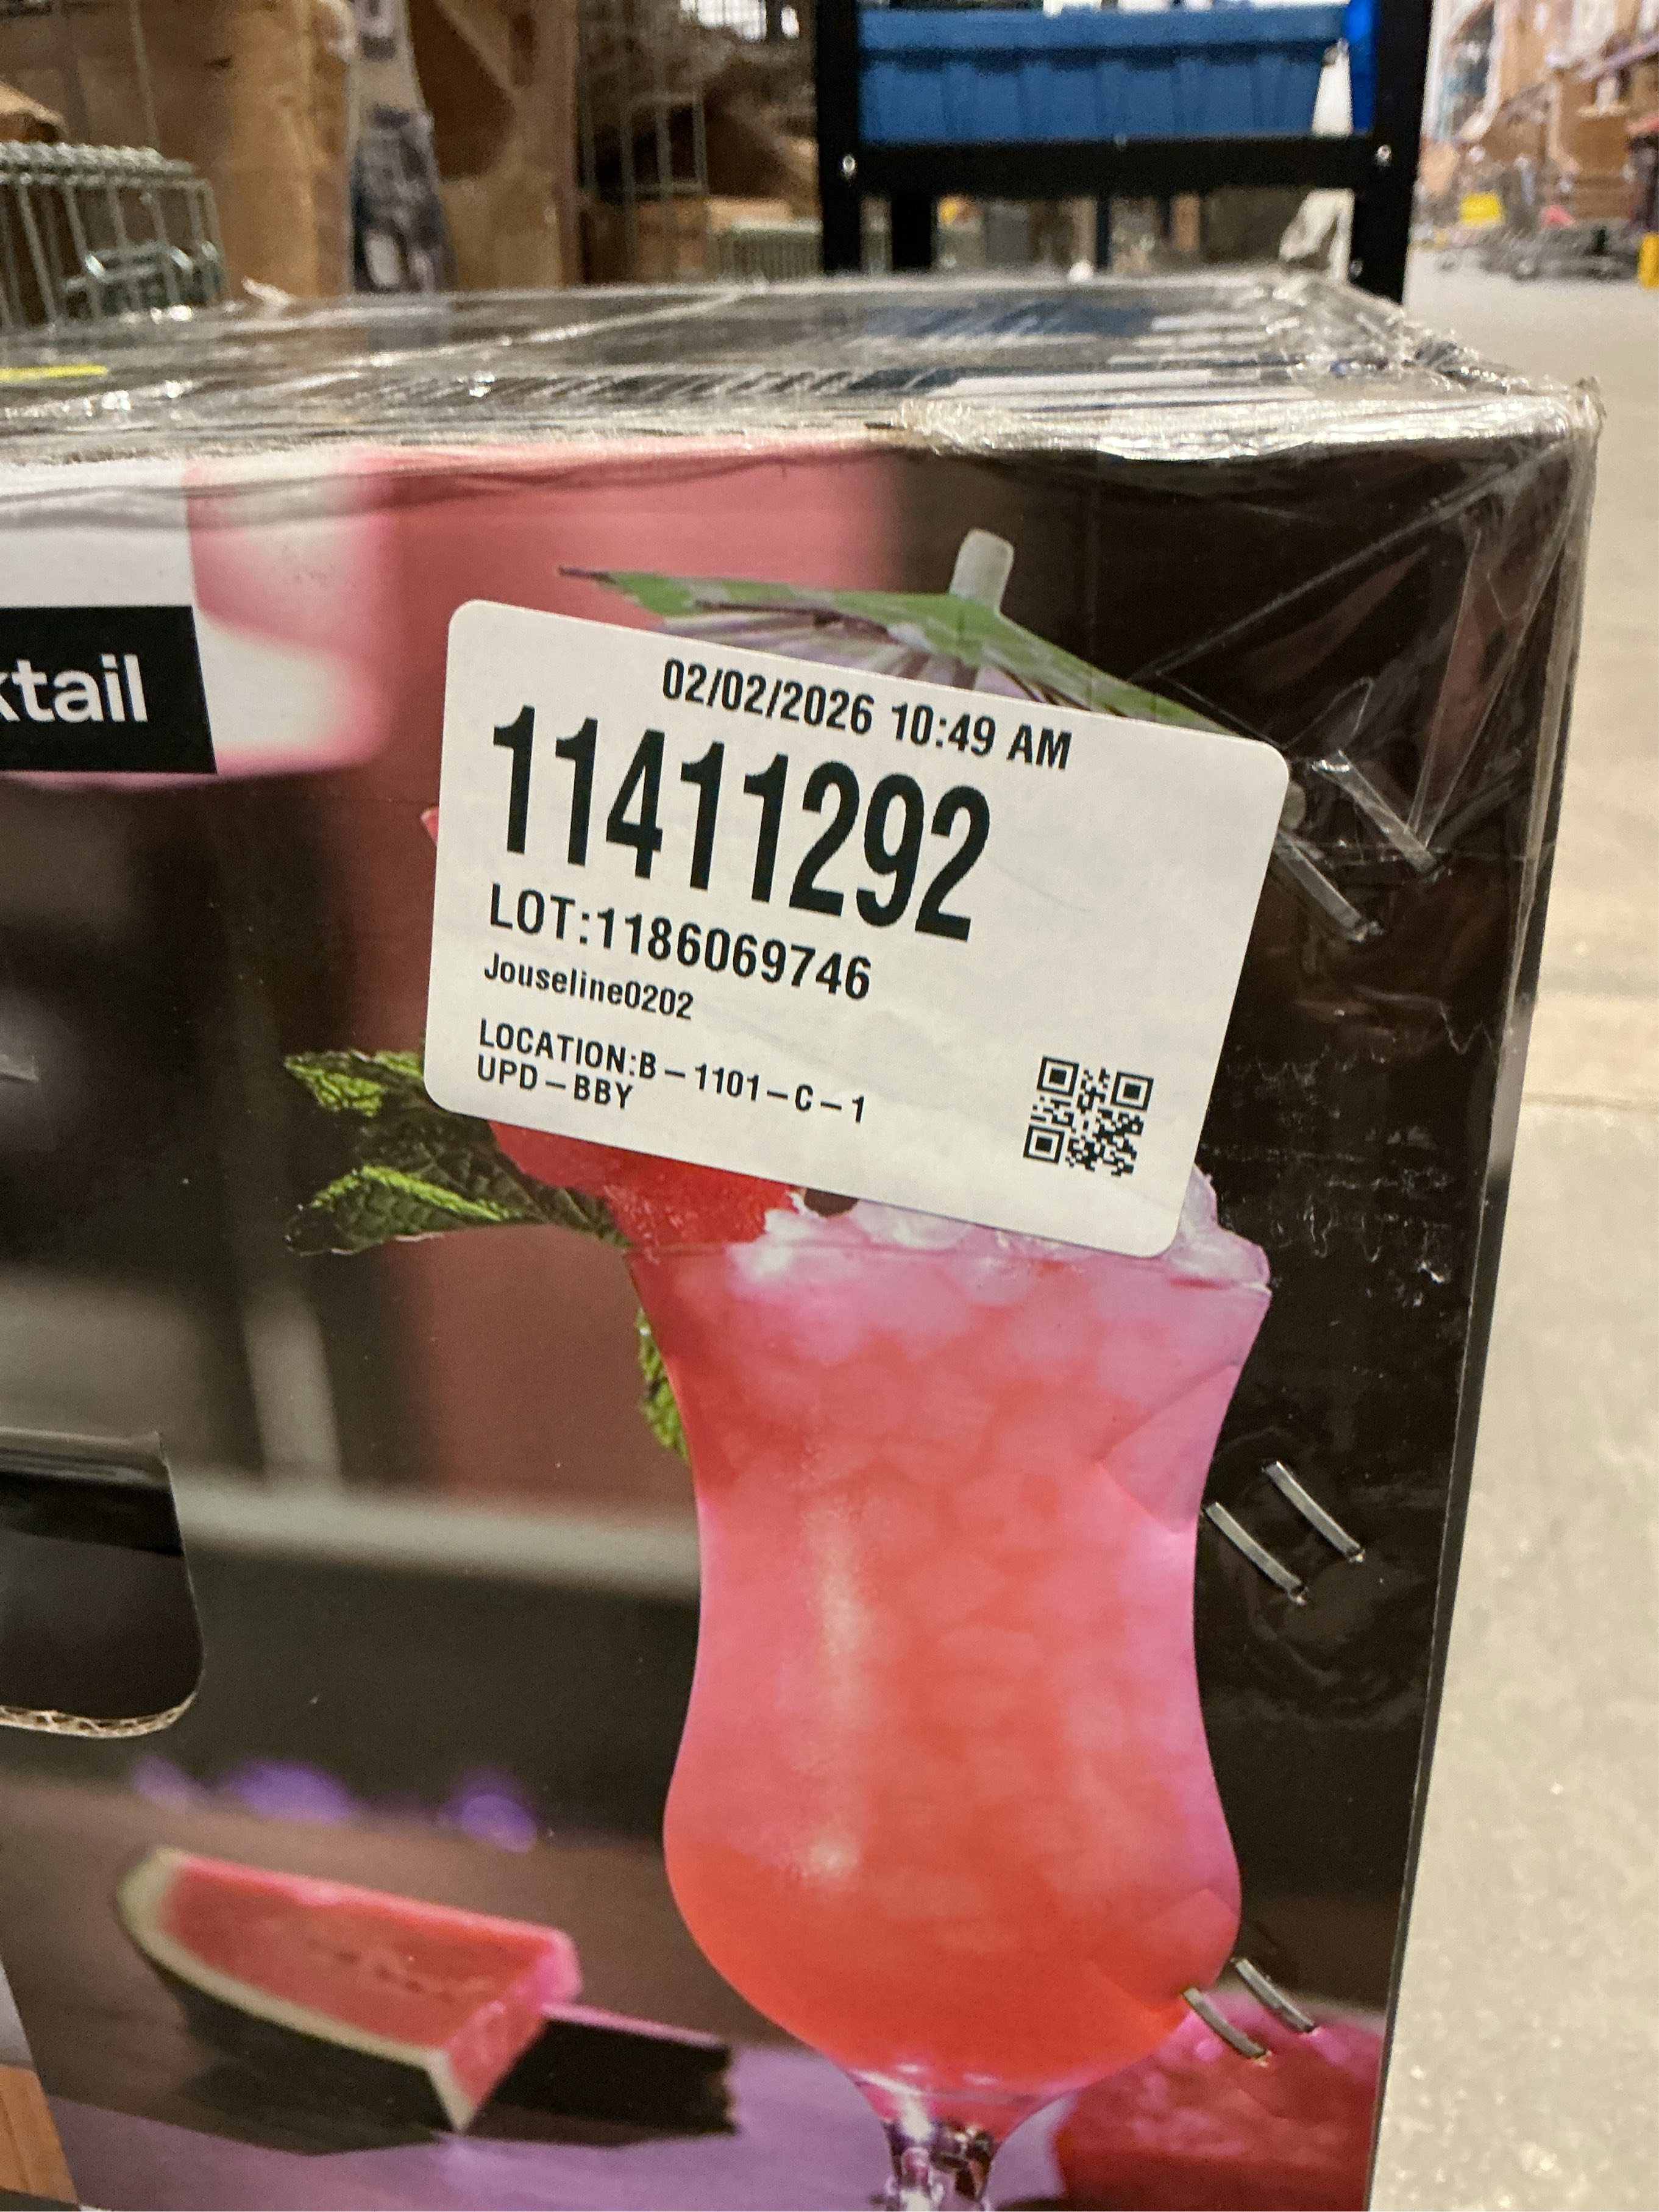 ktail
02/02/2026 10:49 AM
11411292
LOT:1186069746
Jouseline0202
LOCATION:B-1101-C-1
UPD-BBY